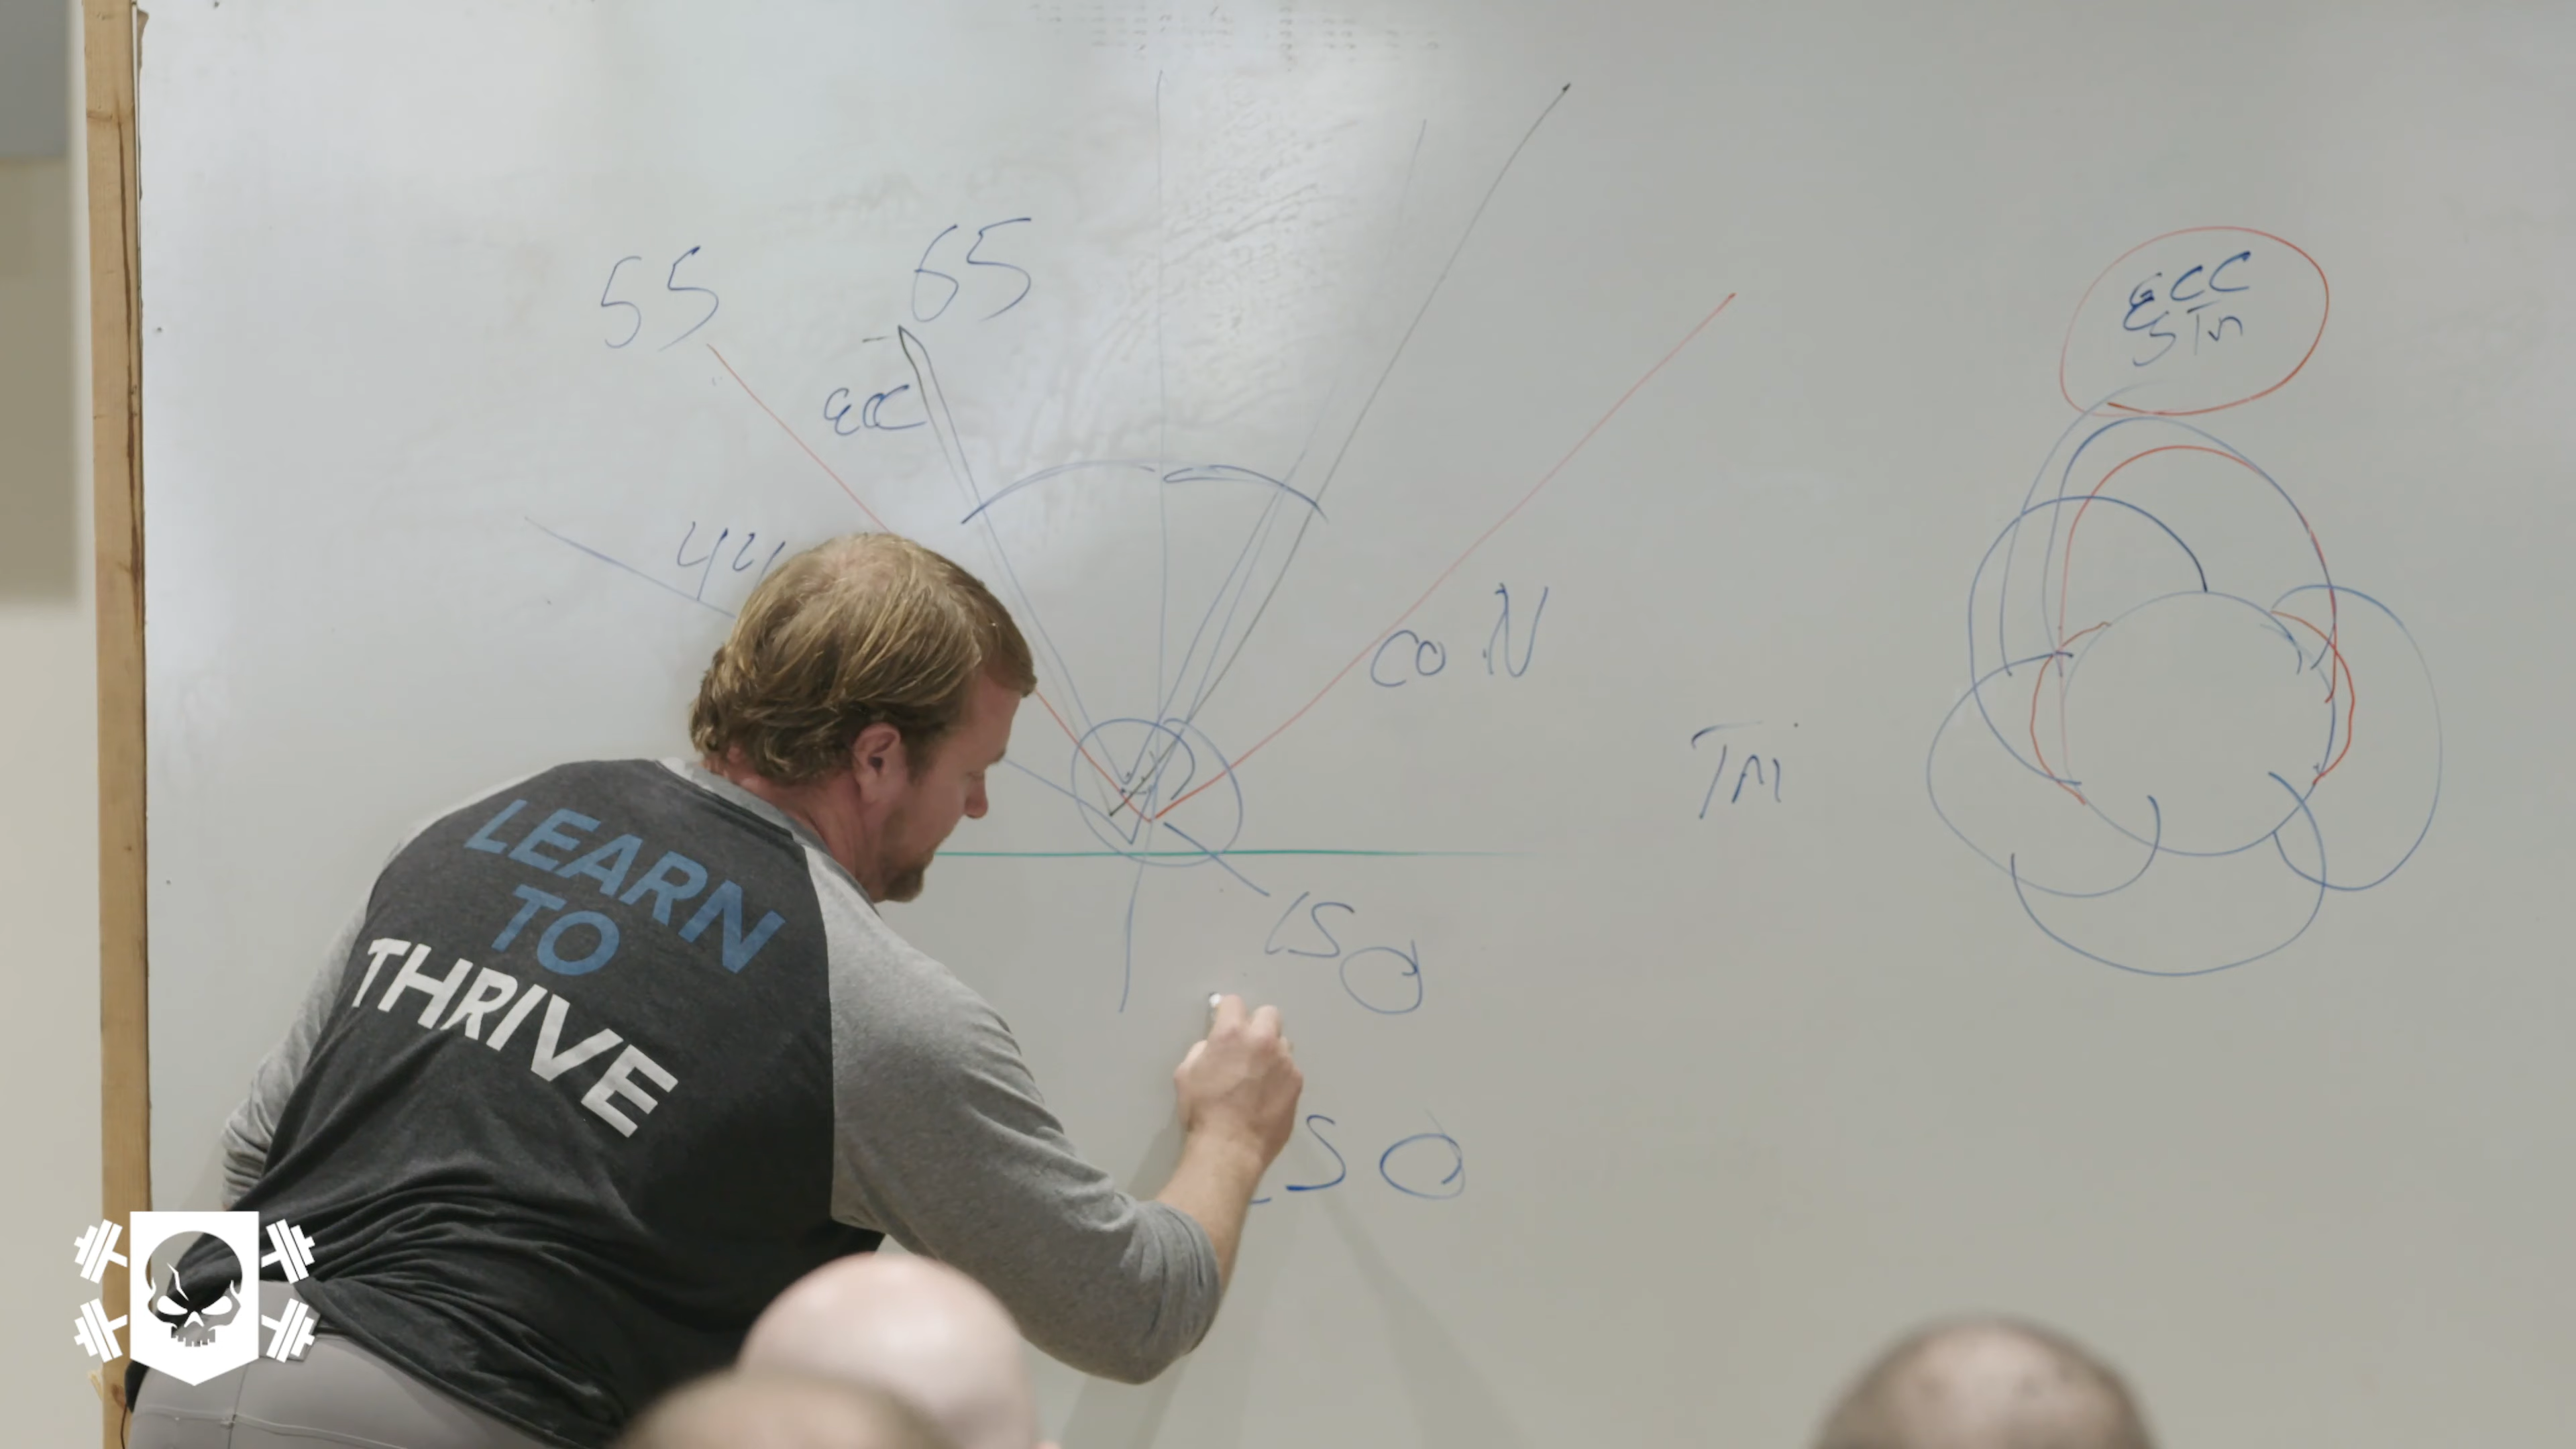 55
65
ECC
ECC
STR
44
CON
TRI
LEARN
TO
THRIVE
ISO
ISO